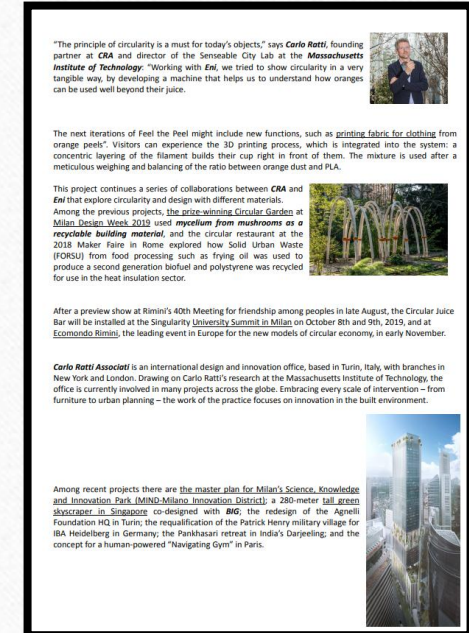 "The principle of circularity is a must for today's objects," says Carlo Ratti, founding
partner at CRA and director of the Senseable City Lab at the Massachusetts
Institute of Technology: "Working with Eni, we tried to show circularity in a very
tangible way, by developing a machine that helps us to understand how oranges
can be used well beyond their juice.
The next iterations of Feel the Peel might include new functions, such as printing fabric for clothing from
orange peels". Visitors can experience the 3D printing process, which is integrated into the system: a
concentric layering of the filament builds their cup right in front of them. The mixture is used after a
meticulous weighing and balancing of the ratio between orange dust and PLA.
This project continues a series of collaborations between CRA and
Eni that explore circularity and design with different materials.
Among the previous projects, the prize-winning Circular Garden at
Milan Design Week 2019 used mycelium from mushrooms as a
recyclable building material, and the circular restaurant at the
2018 Maker Faire in Rome explored how Solid Urban Waste
(FORSU) from food processing such as frying oil was used to
produce a second generation biofuel and polystyrene was recycled
for use in the heat insulation sector.
After a preview show at Rimini's 40th Meeting for friendship among peoples in late August, the Circular Juice
Bar will be installed at the Singularity University Summit in Milan on October 8th and 9th, 2019, and at
Ecomondo Rimini, the leading event in Europe for the new models of circular economy, in early November.
Carlo Ratti Associati is an international design and innovation office, based in Turin, Italy, with branches in
New York and London. Drawing on Carlo Ratti's research at the Massachusetts Institute of Technology, the
office is currently involved in many projects across the globe. Embracing every scale of intervention – from
furniture to urban planning – the work of the practice focuses on innovation in the built environment.
Among recent projects there are the master plan for Milan's Science, Knowledge
and Innovation Park (MIND-Milano Innovation District); a 280-meter tall green
skyscraper in Singapore co-designed with BIG; the redesign of the Agnelli
Foundation HQ in Turin; the requalification of the Patrick Henry military village for
IBA Heidelberg in Germany; the Pankhasari retreat in India's Darjeeling; and the
concept for a human-powered "Navigating Gym" in Paris.